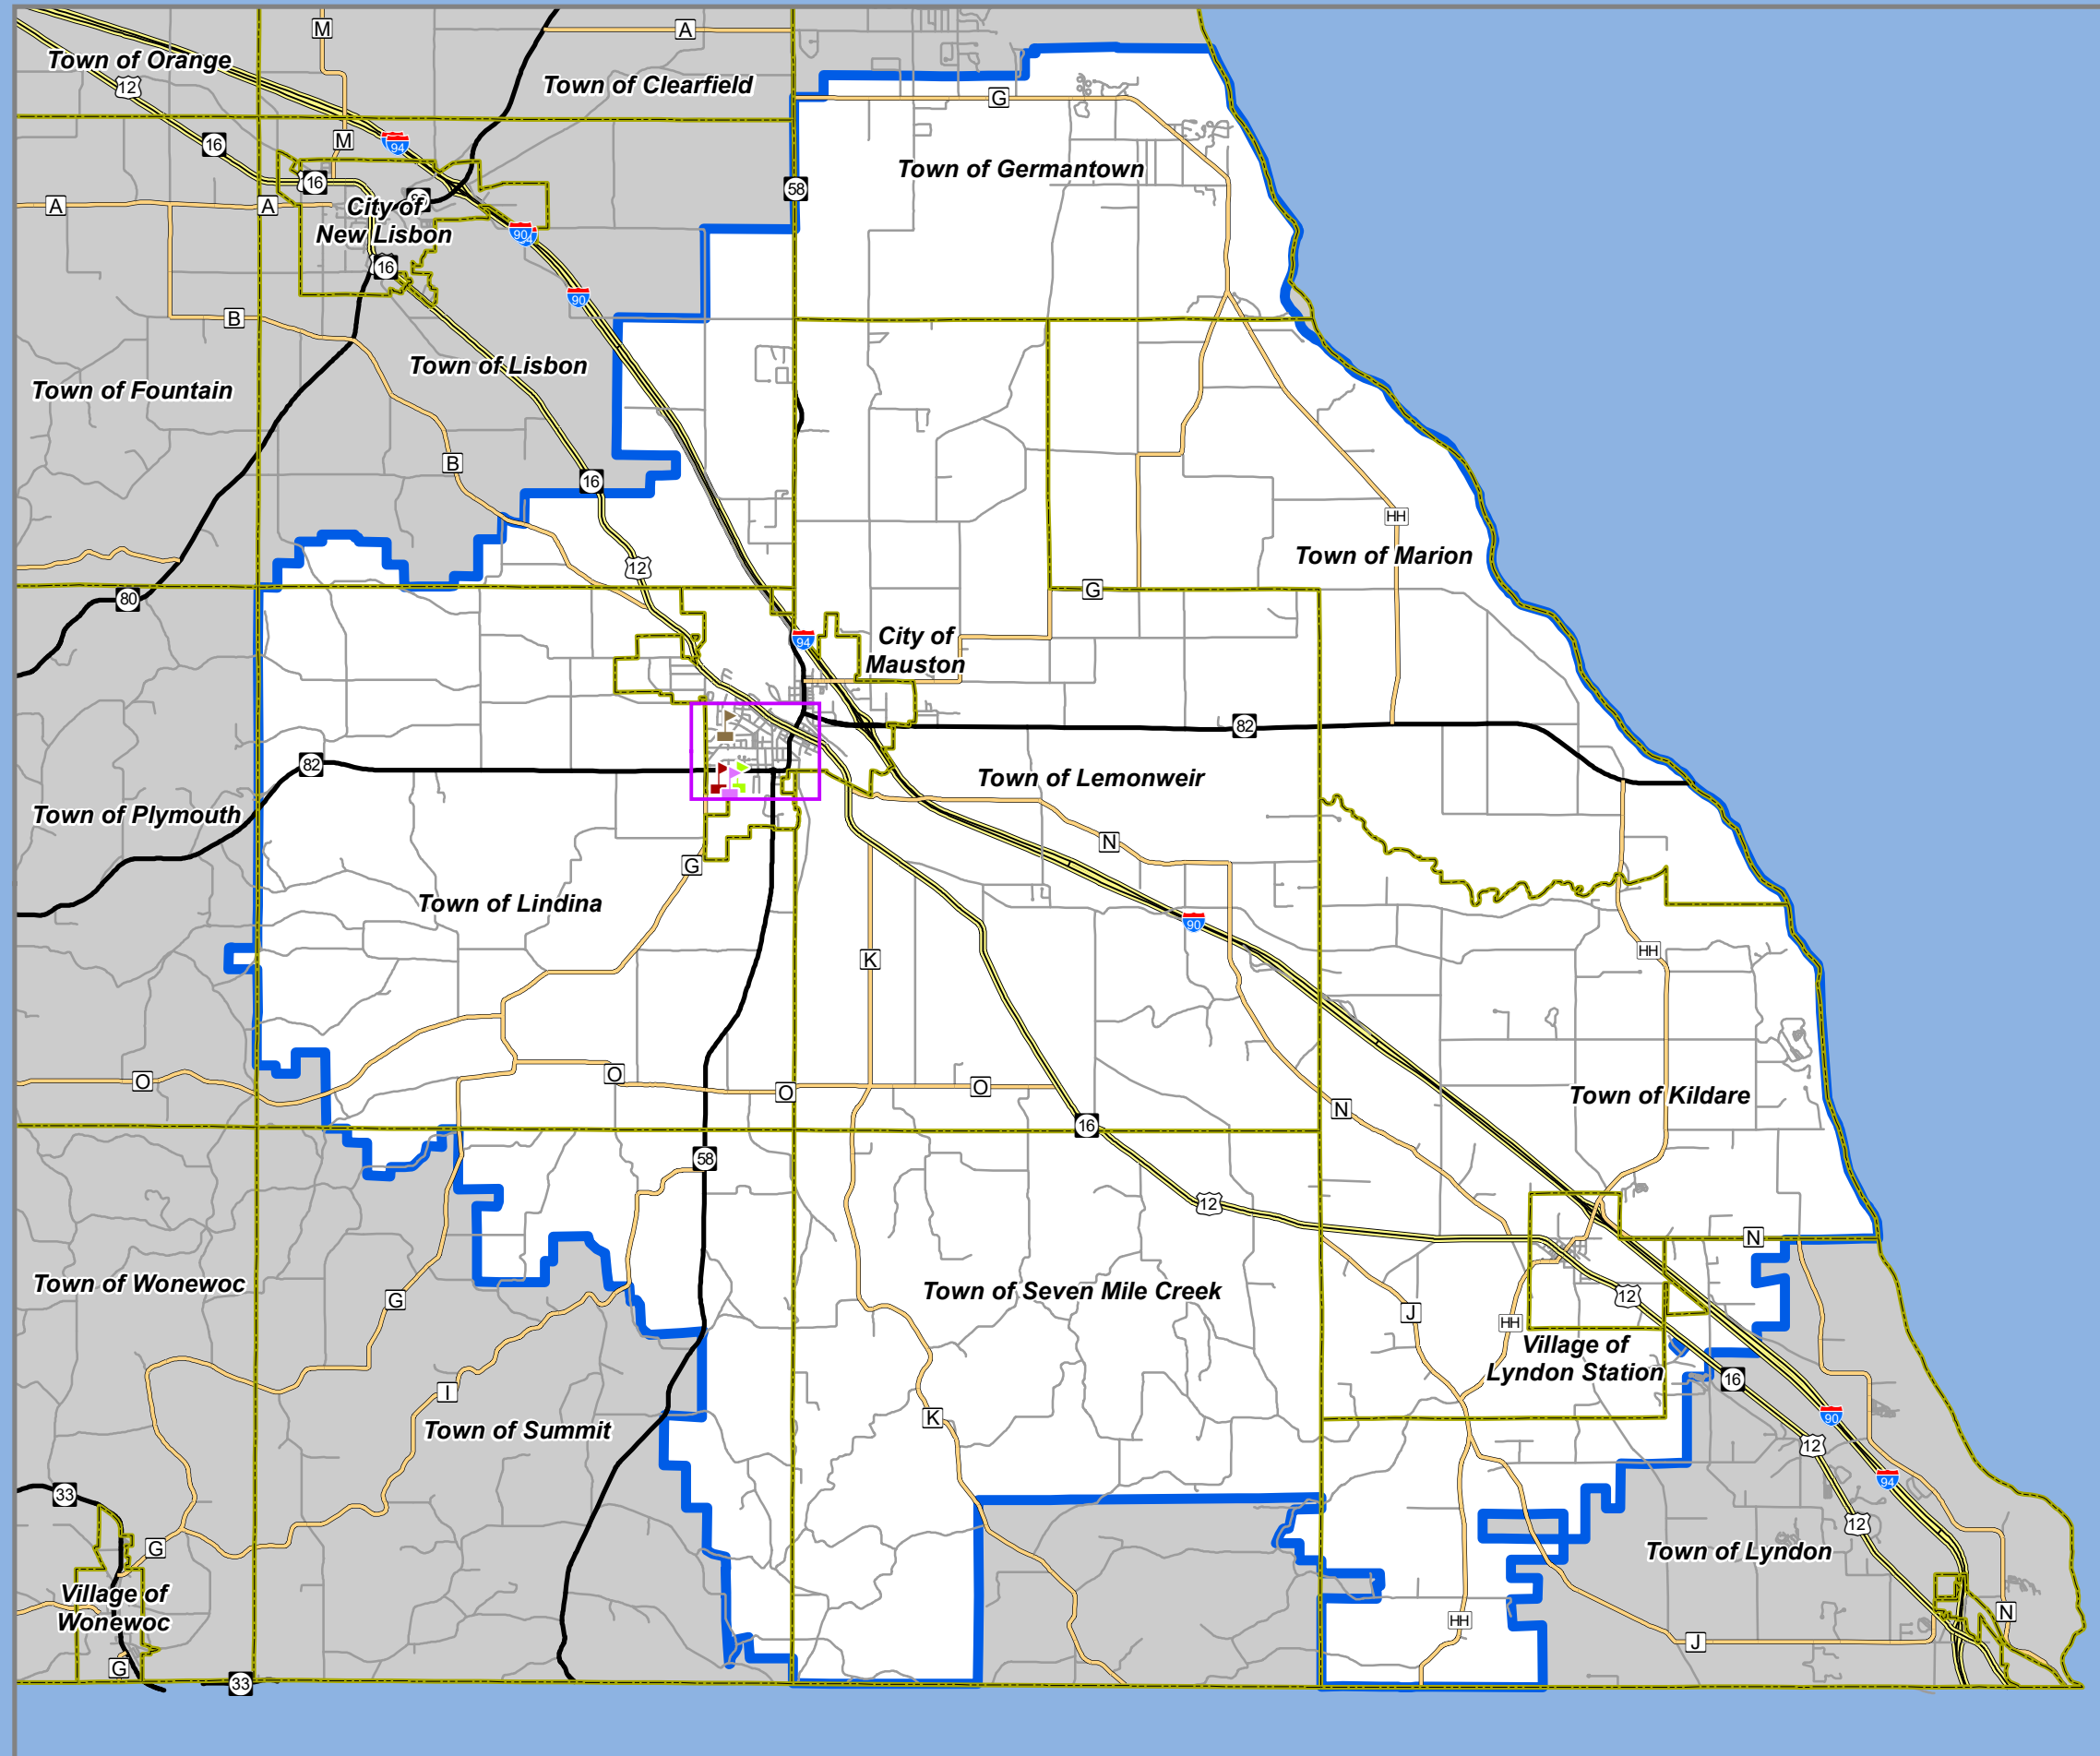 M
A
Town of Orange
Town of Clearfield
12
G
16
M
94
Town of Germantown
16
58
A
A
City of
New Lisbon
90
16
90
B
Town of Lisbon
Town of Fountain
B
16
HH
Town of Marion
12
G
80
94
City of
Mauston
82
82
Town of Lemonweir
Town of Plymouth
N
G
Town of Lindina
90
HH
K
O
O
O
O
Town of Kildare
N
16
58
12
N
Town of Wonewoc
Town of Seven Mile Creek
12
G
J
HH
Village of
Lyndon Station
16
I
90
K
Town of Summit
12
94
33
12
G
Town of Lyndon
Village of
Wonewoc
N
HH
J
G
33